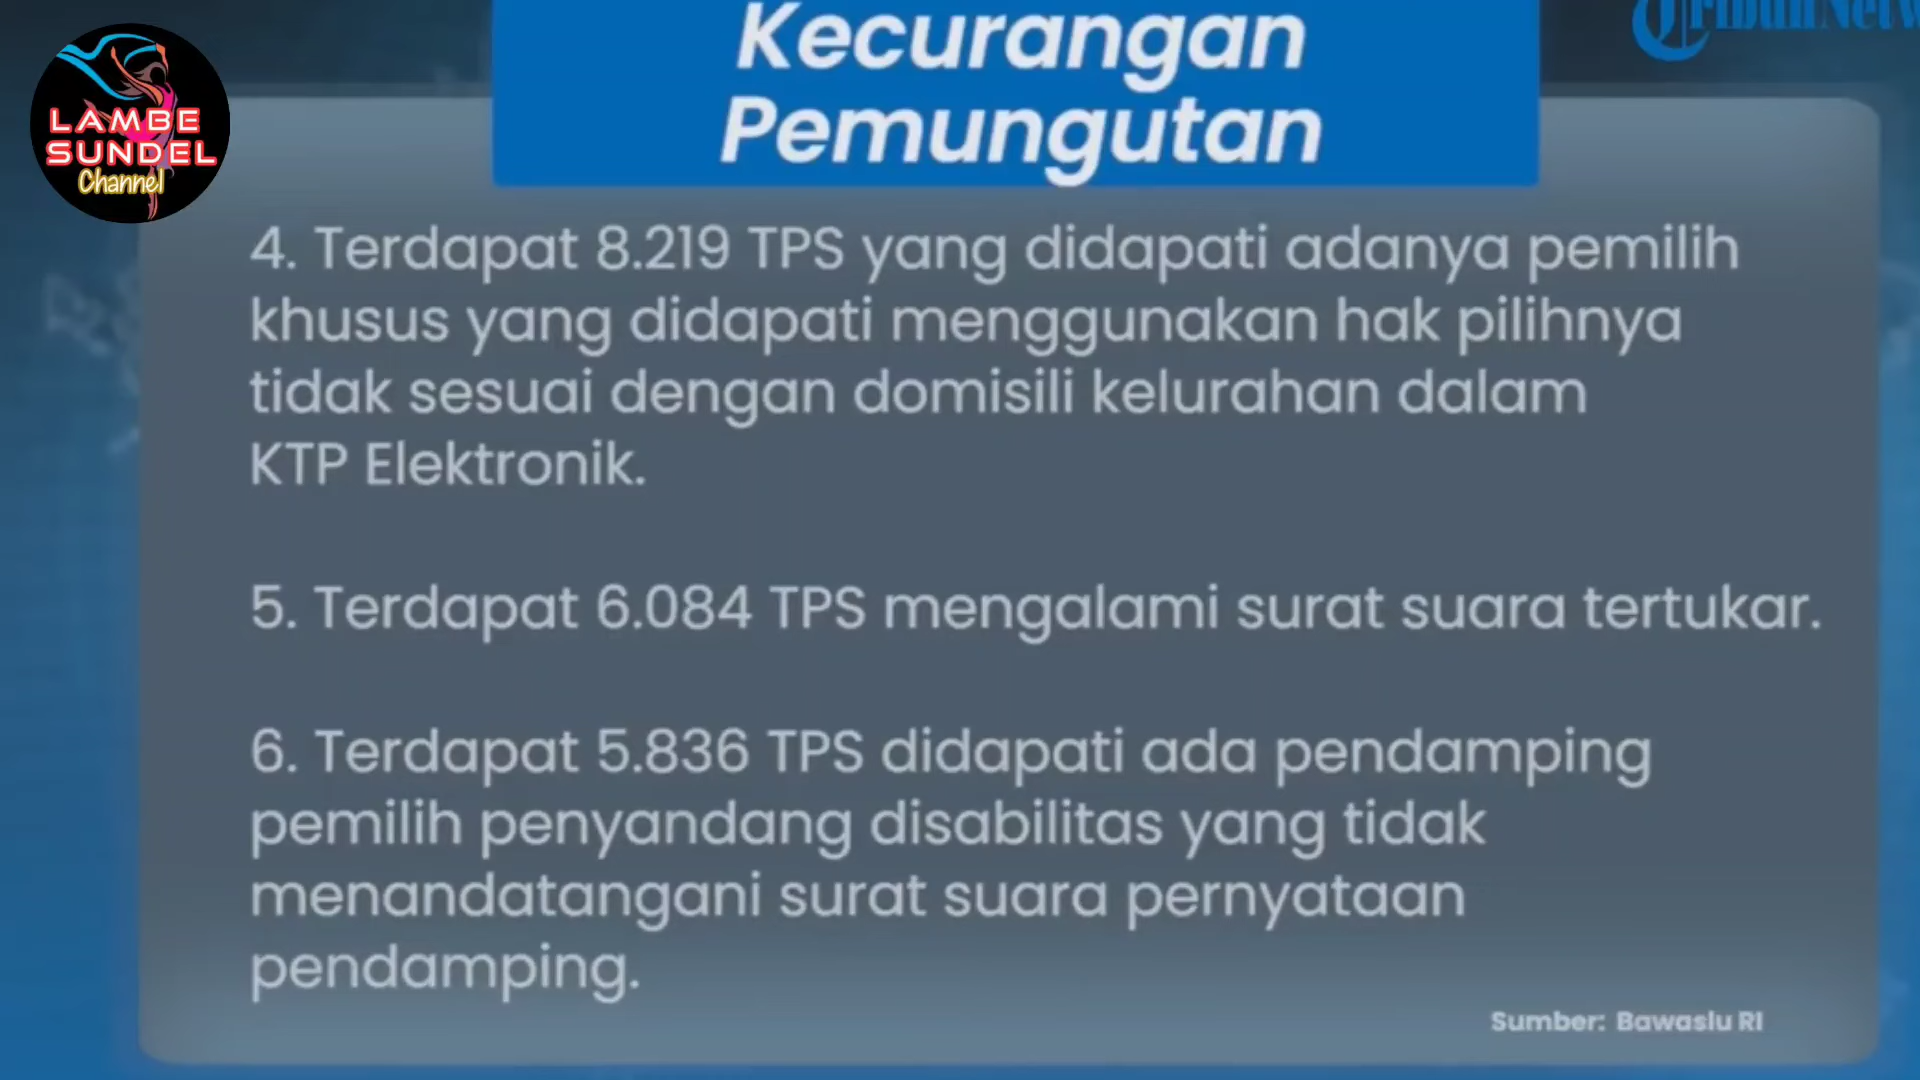 Kecurangan
TribunNetw
Pemungutan
LAMBE
SUNDEL
Channel
4. Terdapat 8.219 TPS yang didapati adanya pemilih
khusus yang didapati menggunakan hak pilihnya
tidak sesuai dengan domisili kelurahan dalam
KTP Elektronik.
5. Terdapat 6.084 TPS mengalami surat suara tertukar.
6. Terdapat 5.836 TPS didapati ada pendamping
pemilih penyandang disabilitas yang tidak
menandatangani surat suara pernyataan
pendamping.
Sumber: Bawaslu RI